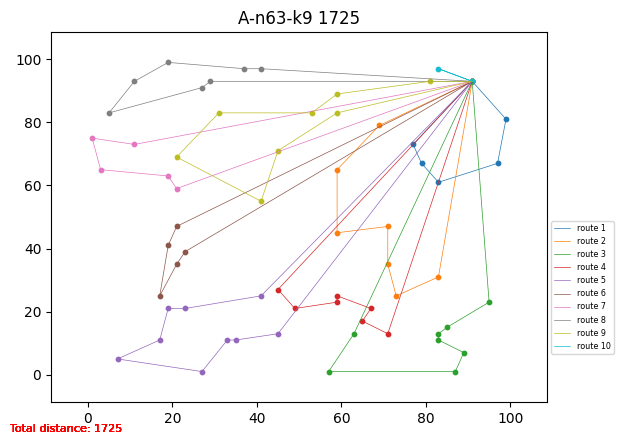 A-n63-k9 1725
100
80
60
40
20
0
0 20 40 60 80 100
route 1
route 2
route 3
route 4
route 5
route 6
route 7
route 8
route 9
route 10
Total distance: 1725